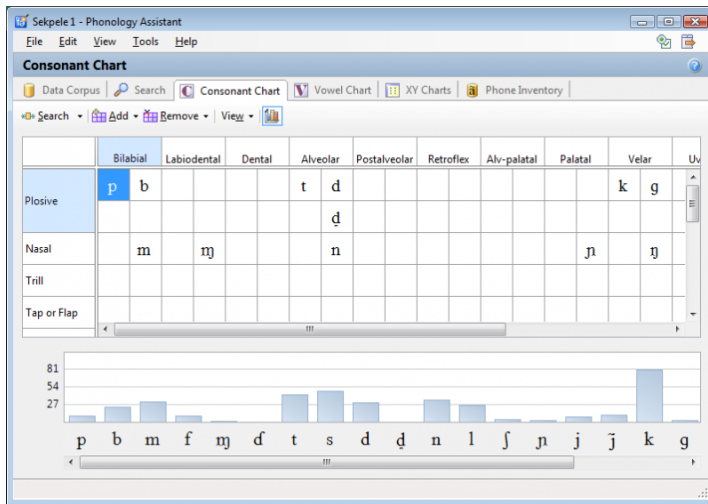 Sekpele 1 - Phonology Assistant
File Edit View Tools Help
Consonant Chart
Data Corpus Search Consonant Chart Vowel Chart XY Charts Phone Inventory
Search Add Remove View
Bilabial Labiodental Dental Alveolar Postalveolar Retroflex Alv-palatal Palatal Velar Uv
Plosive p b t d k ɡ
d̠
Nasal m ɱ n ɲ ŋ
Trill
Tap or Flap
81
54
27
p b m f ɱ ɗ t s d d̠ n l ʃ ɲ j j̃ k ɡ